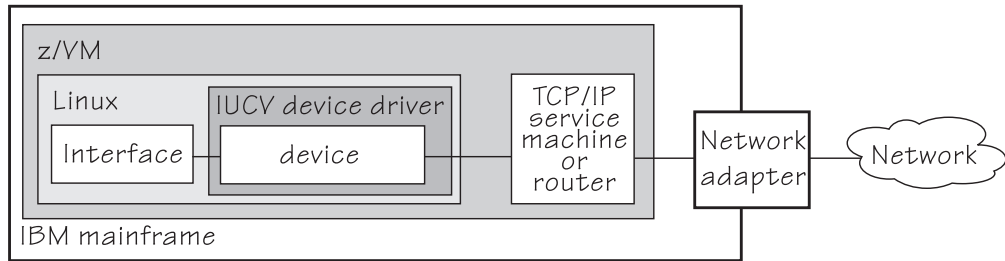 z/VM
Linux
IUCV device driver
Interface
device
TCP/IP
service
machine
or
router
Network
adapter
Network
IBM mainframe